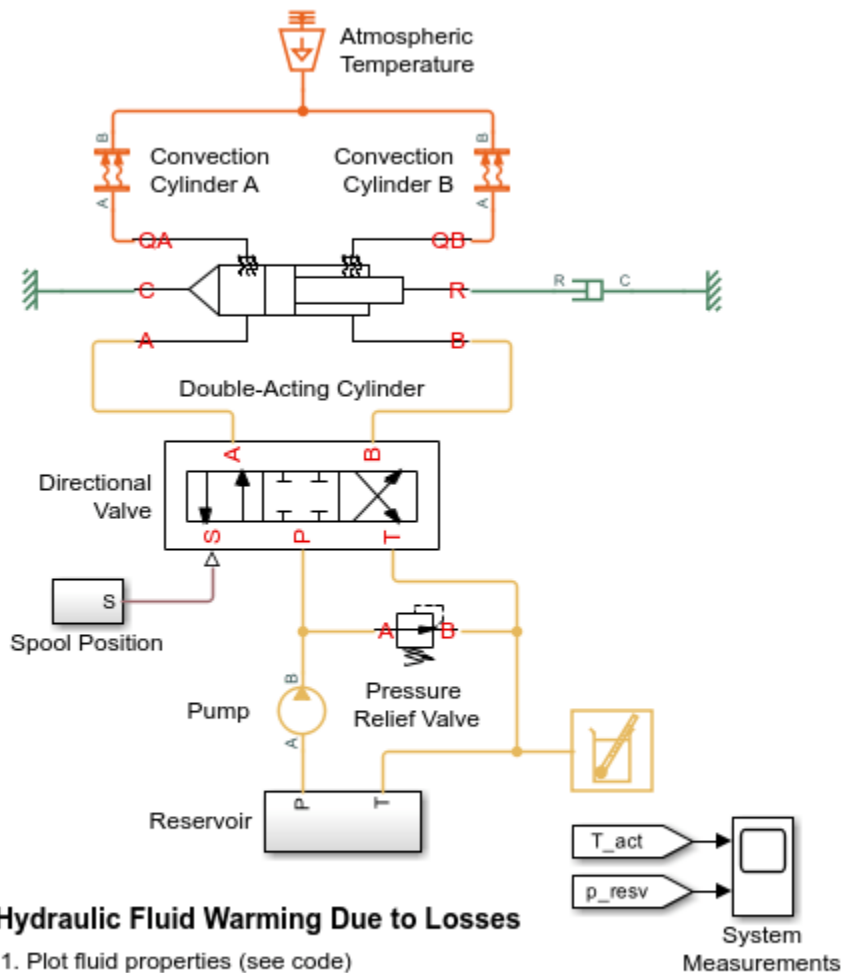 Atmospheric
Temperature
B
B
Convection
Cylinder A
Convection
Cylinder B
A
A
QA
QB
C
R
R
C
A
B
Double-Acting Cylinder
A
B
Directional
Valve
S
P
T
S
Spool Position
A
B
B
Pressure
Relief Valve
Pump
A
P
T
Reservoir
T_act
p_resv
System
Measurements
Hydraulic Fluid Warming Due to Losses
1. Plot fluid properties (see code)